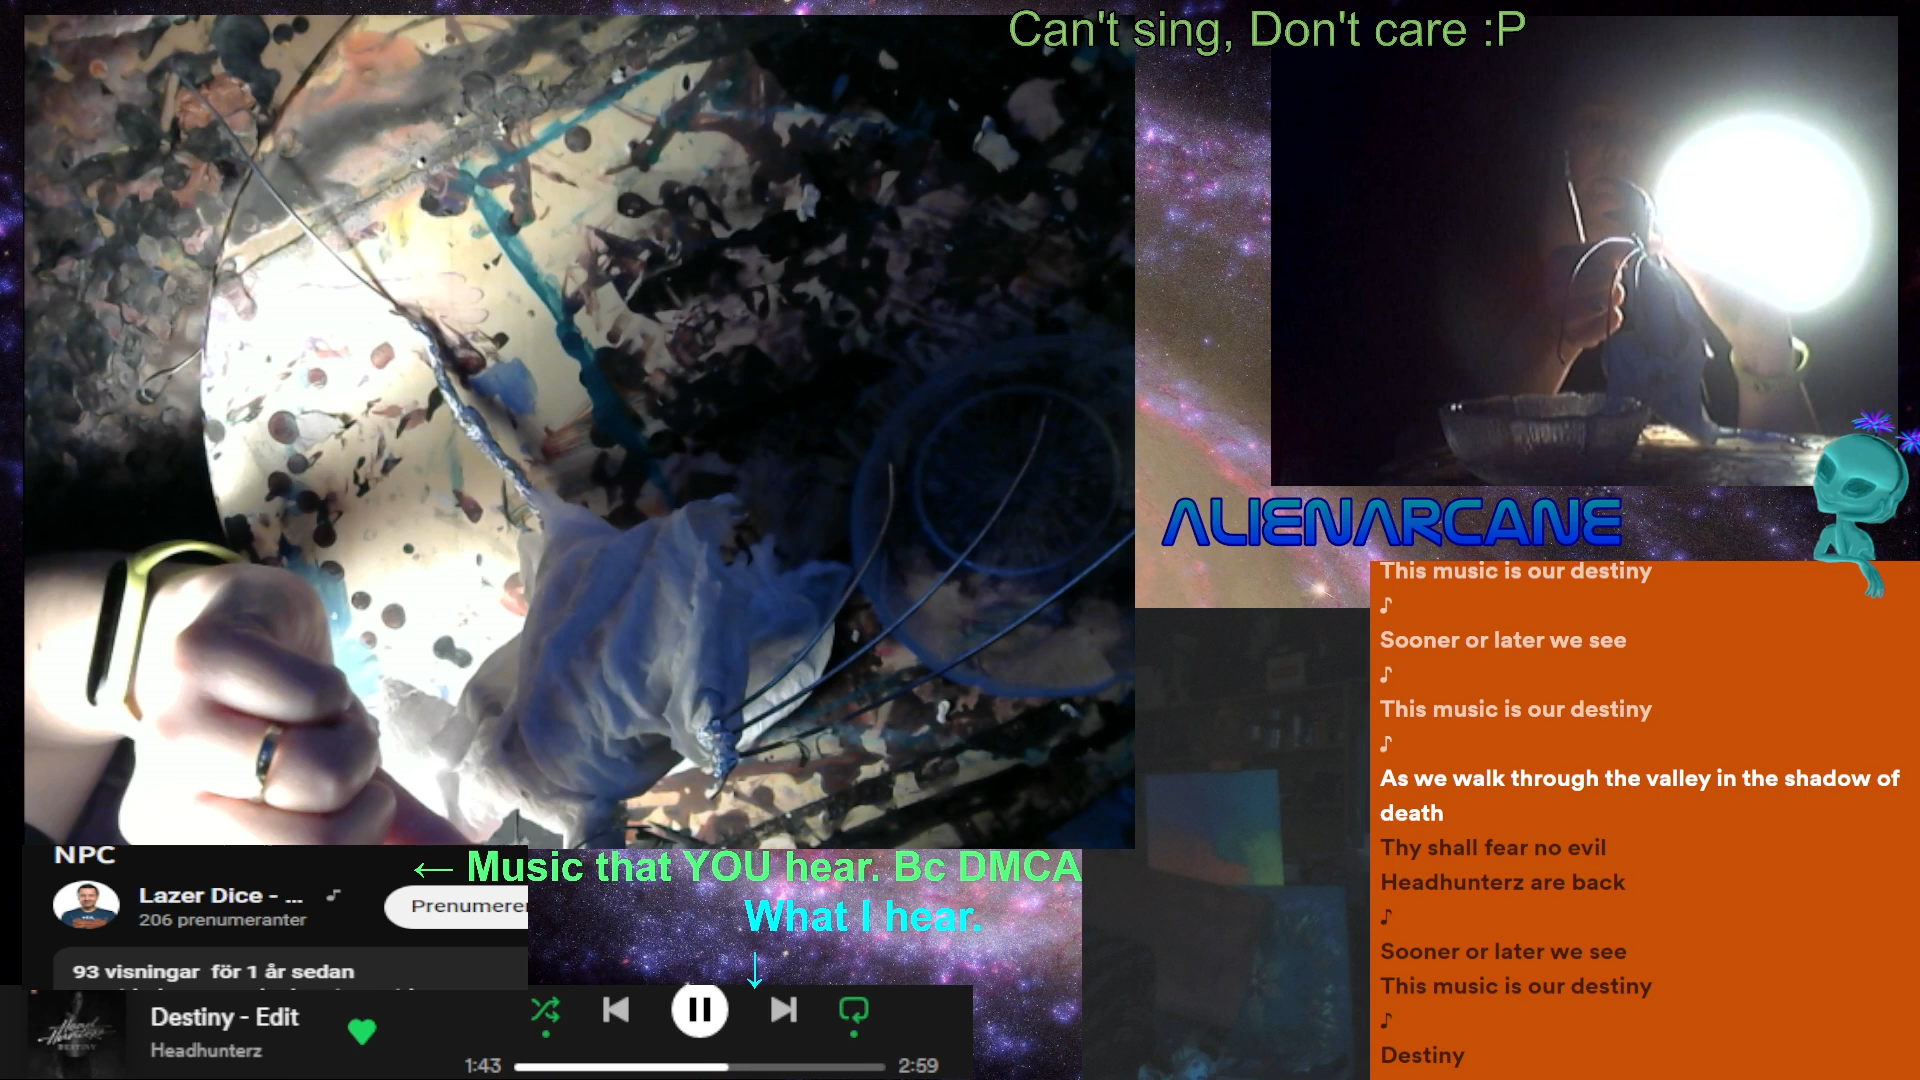 Can't sing, Don't care :P
ALIENARCANE
This music is our destiny
♪
Sooner or later we see
♪
This music is our destiny
♪
As we walk through the valley in the shadow of
death
Thy shall fear no evil
Headhunterz are back
♪
Sooner or later we see
This music is our destiny
♪
Destiny
NPC
← Music that YOU hear. Bc DMCA
Lazer Dice - ...
206 prenumeranter
What I hear.
↓
93 visningar för 1 år sedan
Destiny - Edit
Headhunterz
1:43
2:59